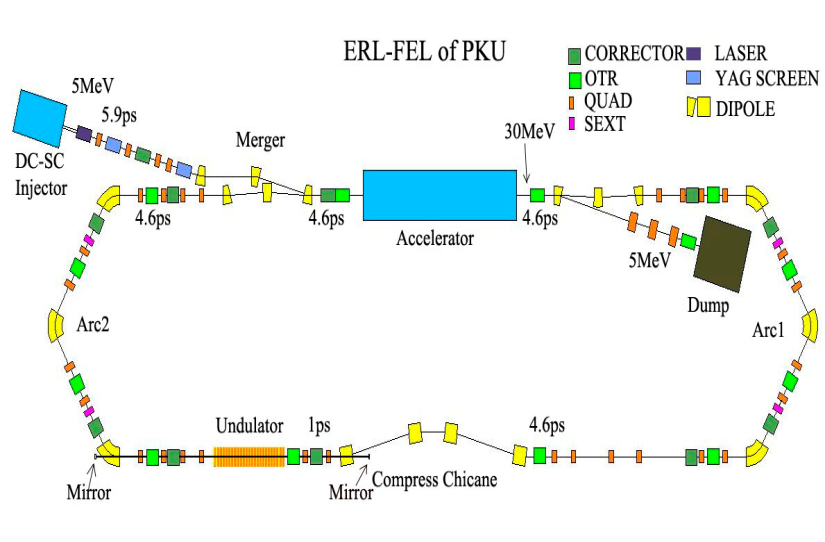 ERL-FEL of PKU
CORRECTOR
OTR
QUAD
SEXT
LASER
YAG SCREEN
DIPOLE
5MeV
5.9ps
DC-SC
Injector
Merger
30MeV
4.6ps
4.6ps
4.6ps
Accelerator
5MeV
Dump
Arc2
Arc1
Undulator
1ps
4.6ps
Mirror
Mirror
Compress Chicane